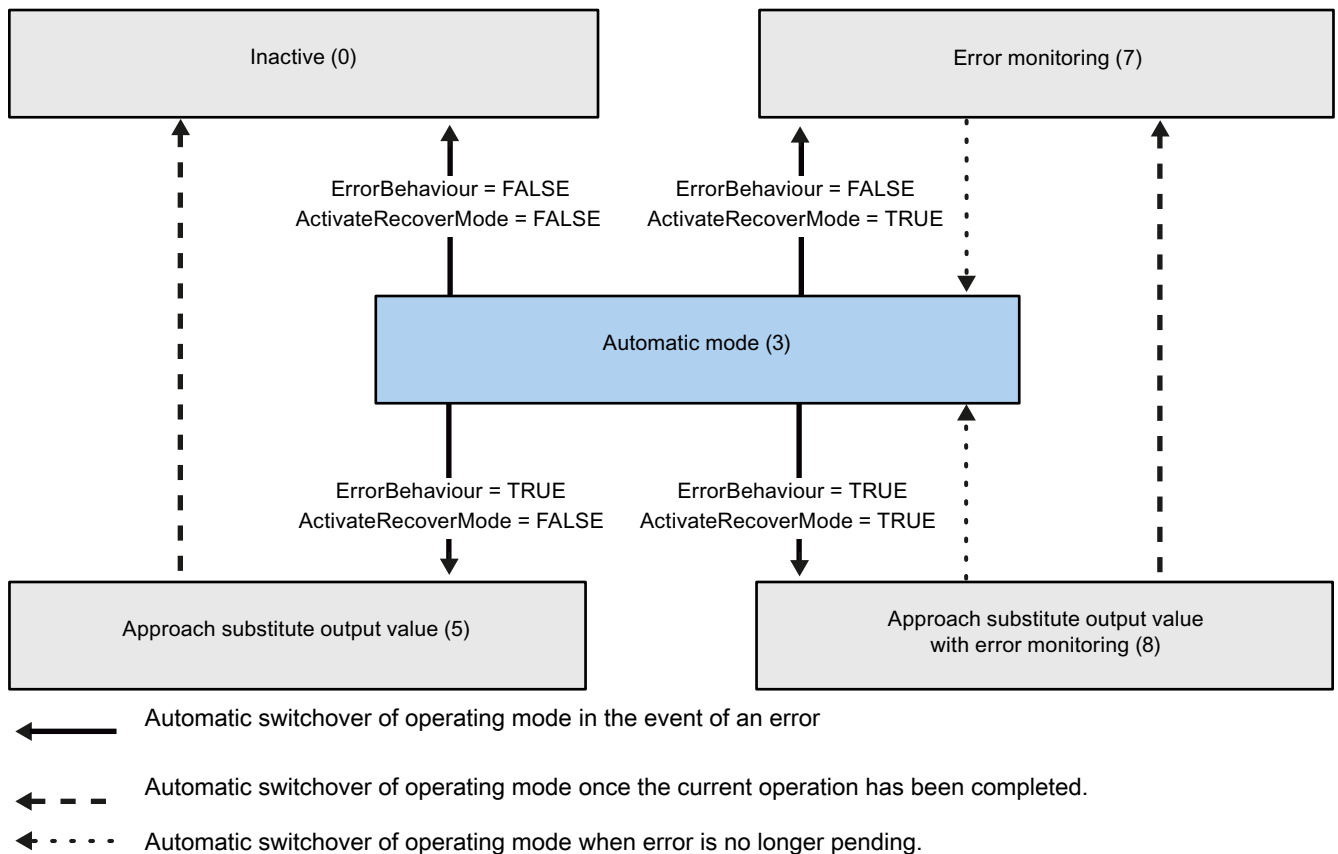 Inactive (0)
Error monitoring (7)
ErrorBehaviour = FALSE
ActivateRecoverMode = FALSE
ErrorBehaviour = FALSE
ActivateRecoverMode = TRUE
Automatic mode (3)
ErrorBehaviour = TRUE
ActivateRecoverMode = FALSE
ErrorBehaviour = TRUE
ActivateRecoverMode = TRUE
Approach substitute output value (5)
Approach substitute output value
with error monitoring (8)
Automatic switchover of operating mode in the event of an error
Automatic switchover of operating mode once the current operation has been completed.
Automatic switchover of operating mode when error is no longer pending.